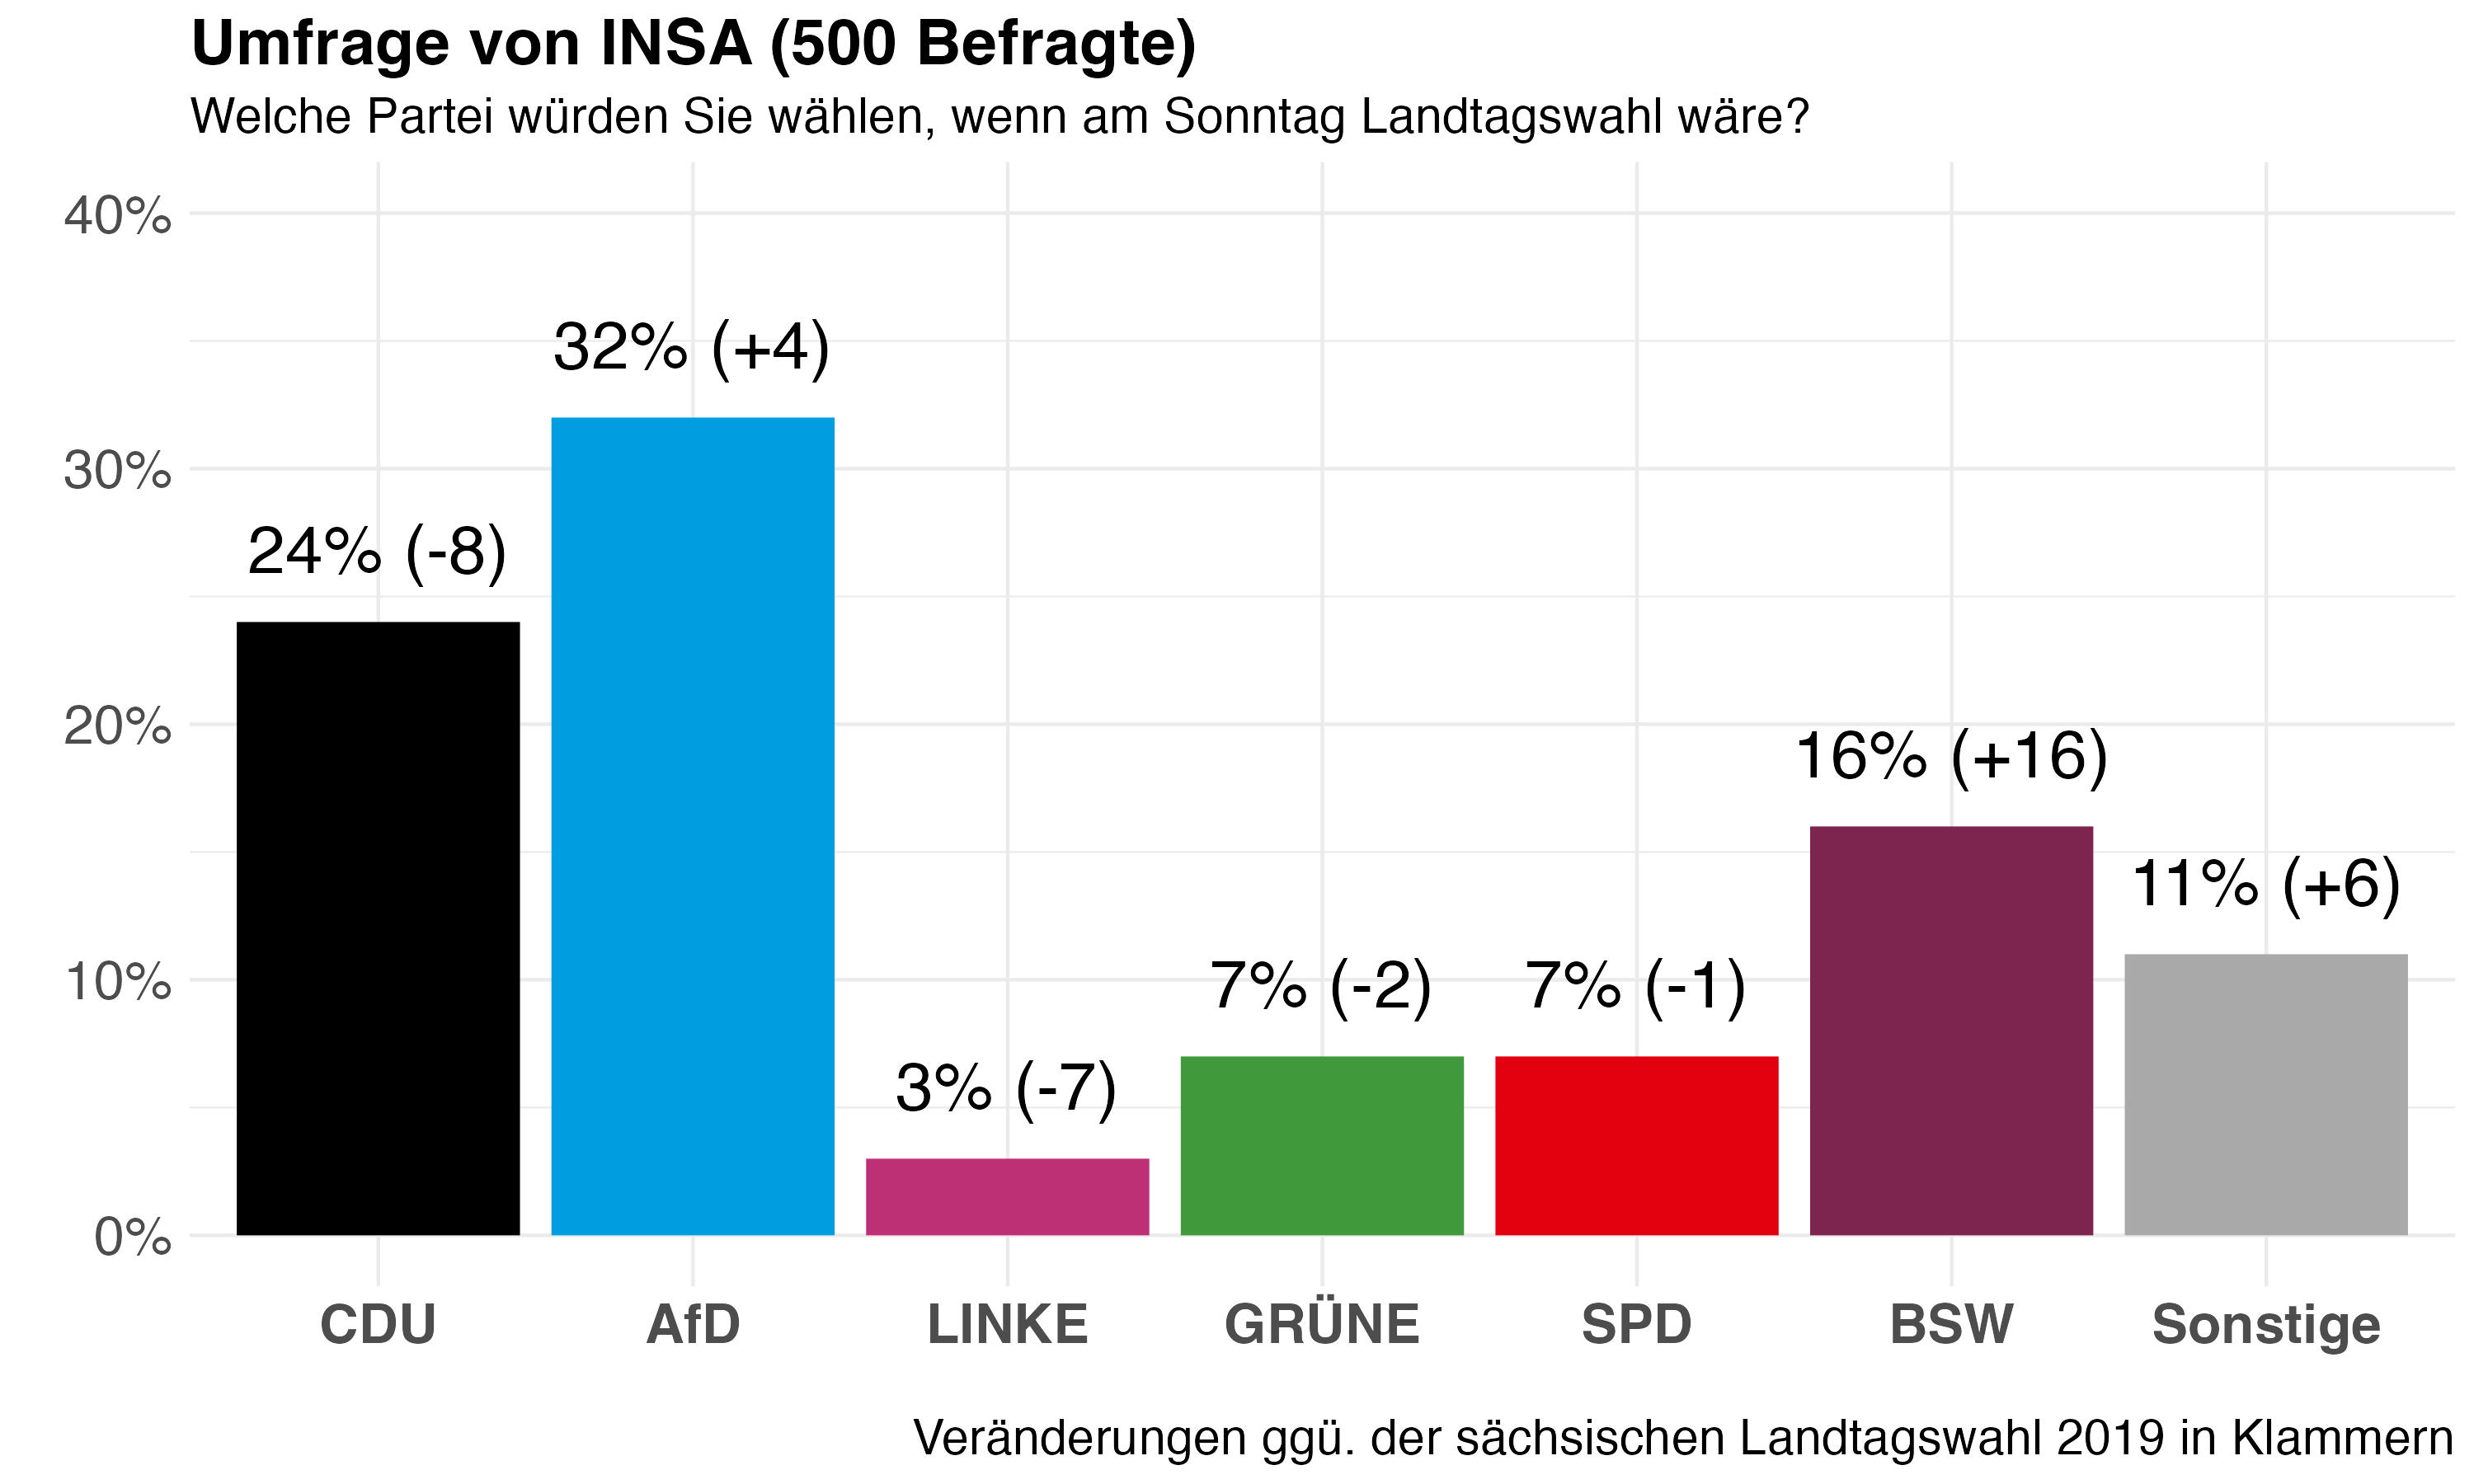 Umfrage von INSA (500 Befragte)
Welche Partei würden Sie wählen, wenn am Sonntag Landtagswahl wäre?
40%
30%
20%
10%
0%
24% (-8)
32% (+4)
3% (-7)
7% (-2)
7% (-1)
16% (+16)
11% (+6)
CDU
AfD
LINKE
GRÜNE
SPD
BSW
Sonstige
Veränderungen ggü. der sächsischen Landtagswahl 2019 in Klammern